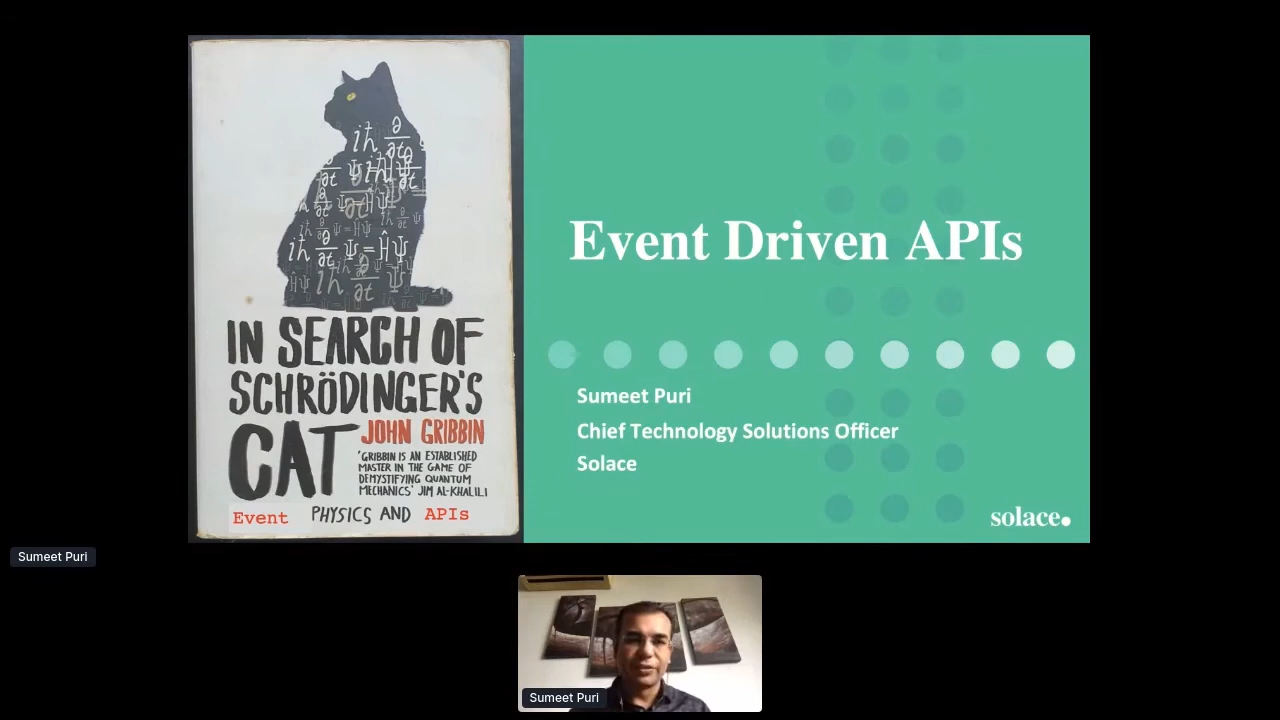 IN SEARCH OF
SCHRÖDINGER'S
CAT
JOHN GRIBBIN
'GRIBBIN IS AN ESTABLISHED
MASTER IN THE GAME OF
DEMYSTIFYING QUANTUM
MECHANICS' JIM AL-KHALILI
Event PHYSICS AND APIs
Event Driven APIs
Sumeet Puri
Chief Technology Solutions Officer
Solace
solace.
Sumeet Puri
Sumeet Puri